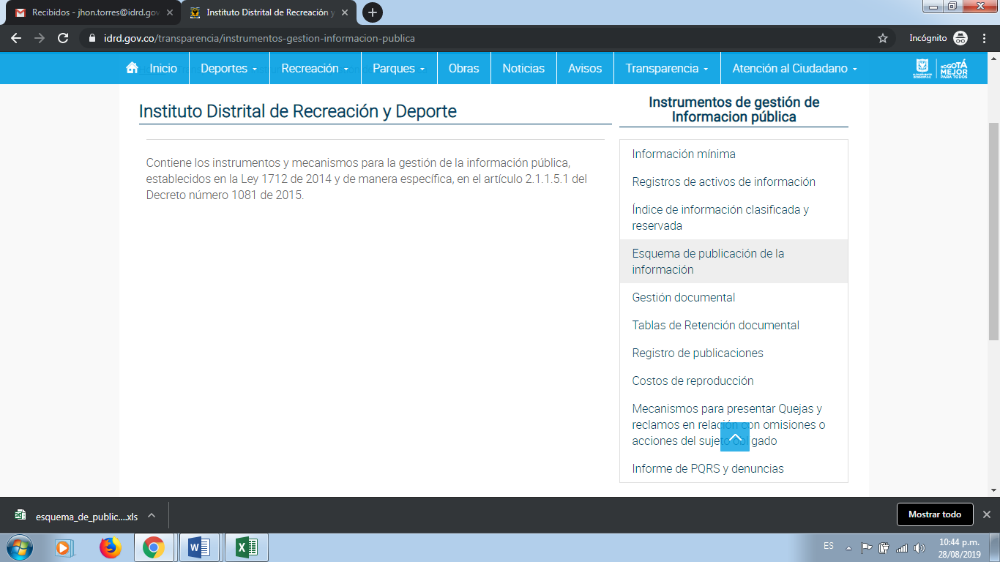 Recibidos - jhon.torres@idrd.gov
Instituto Distrital de Recreación y
idrd.gov.co/transparencia/instrumentos-gestion-informacion-publica
Incógnito
Inicio
Deportes
Recreación
Parques
Obras
Noticias
Avisos
Transparencia
Atención al Ciudadano
BOGOTÁ
MEJOR
PARA TODOS
Instituto Distrital de Recreación y Deporte
Contiene los instrumentos y mecanismos para la gestión de la información pública,
establecidos en la Ley 1712 de 2014 y de manera específica, en el artículo 2.1.1.5.1 del
Decreto número 1081 de 2015.
Instrumentos de gestión de
Informacion pública
Información mínima
Registros de activos de información
Índice de información clasificada y
reservada
Esquema de publicación de la
información
Gestión documental
Tablas de Retención documental
Registro de publicaciones
Costos de reproducción
Mecanismos para presentar Quejas y
reclamos en relación con omisiones o
acciones del sujeto obligado
Informe de PQRS y denuncias
esquema_de_public....xls
Mostrar todo
ES
10:44 p.m.
28/08/2019